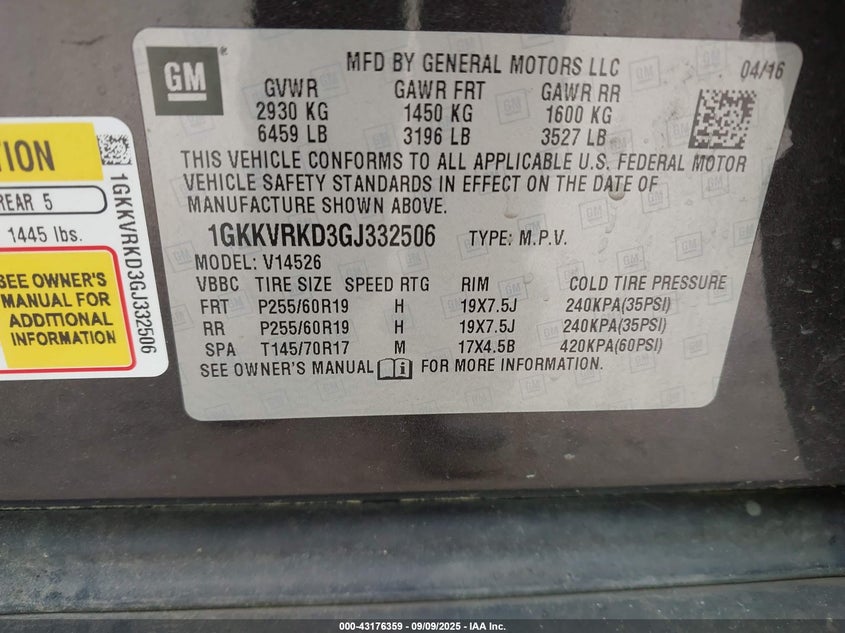 GM®
MFD BY GENERAL MOTORS LLC 04/16
GVWR GAWR FRT GAWR RR
2930 KG 1450 KG 1600 KG
6459 LB 3196 LB 3527 LB
THIS VEHICLE CONFORMS TO ALL APPLICABLE U.S. FEDERAL MOTOR
VEHICLE SAFETY STANDARDS IN EFFECT ON THE DATE OF
MANUFACTURE SHOWN ABOVE.
1GKKVRKD3GJ332506 TYPE: M.P.V.
MODEL: V14526
VBBC TIRE SIZE SPEED RTG RIM COLD TIRE PRESSURE
FRT P255/60R19 H 19X7.5J 240KPA(35PSI)
RR P255/60R19 H 19X7.5J 240KPA(35PSI)
SPA T145/70R17 M 17X4.5B 420KPA(60PSI)
SEE OWNER'S MANUAL FOR MORE INFORMATION.
REAR 5
1445 lbs.
SEE OWNER'S
MANUAL FOR
ADDITIONAL
INFORMATION
1GKKVRKD3GJ332506
000-43176359 - 09/09/2025 - IAA Inc.